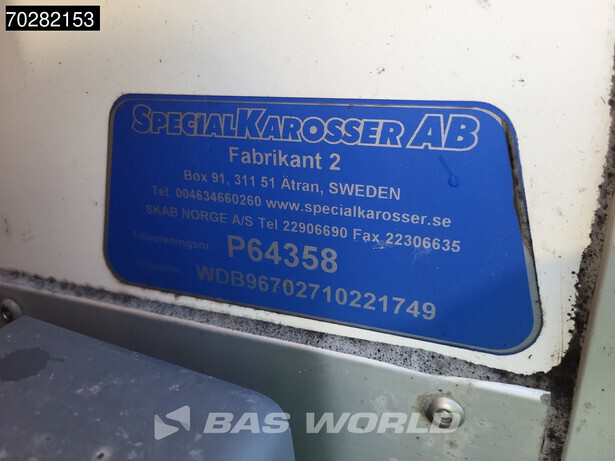 70282153
SPECIALKAROSSER AB
Fabrikant 2
Box 91, 311 51 Ätran, SWEDEN
Tel. 004634660260 www.specialkarosser.se
SKAB NORGE A/S Tel 22906690 Fax 22306635
Tillverkningsnr P64358
WDB96702710221749
BAS WORLD